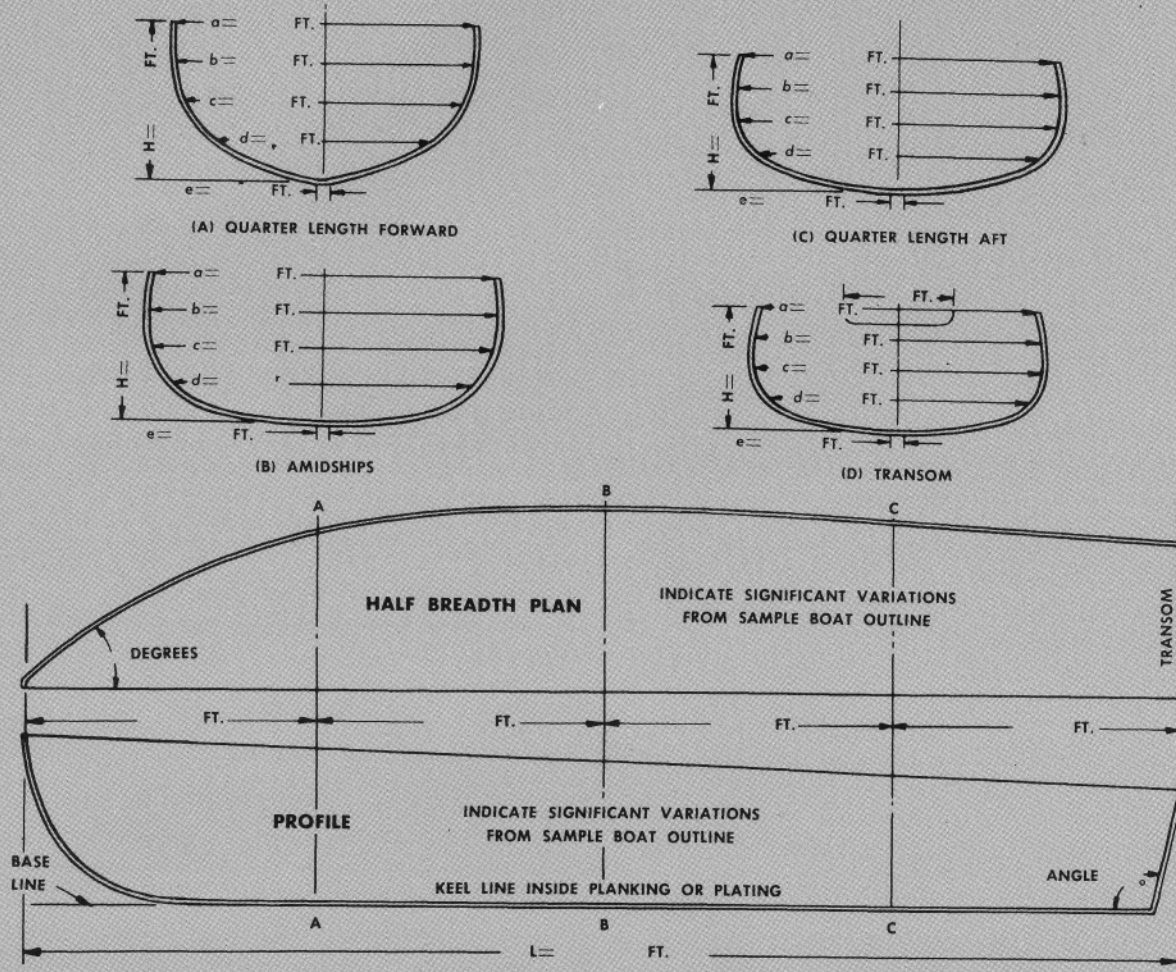 a= FT.
b= FT.
c= FT.
d= FT.
H= FT.
e= FT.
(A) QUARTER LENGTH FORWARD
a= FT.
b= FT.
c= FT.
d= FT.
H= FT.
e= FT.
(C) QUARTER LENGTH AFT
a= FT.
b= FT.
c= FT.
d=
H= FT.
e= FT.
(B) AMIDSHIPS
FT.
a= FT.
b= FT.
c= FT.
d= FT.
H= FT.
e= FT.
(D) TRANSOM
A B C
HALF BREADTH PLAN
INDICATE SIGNIFICANT VARIATIONS
FROM SAMPLE BOAT OUTLINE
DEGREES
TRANSOM
FT. FT. FT. FT.
PROFILE
INDICATE SIGNIFICANT VARIATIONS
FROM SAMPLE BOAT OUTLINE
BASE
LINE
KEEL LINE INSIDE PLANKING OR PLATING
ANGLE °
A B C
L= FT.